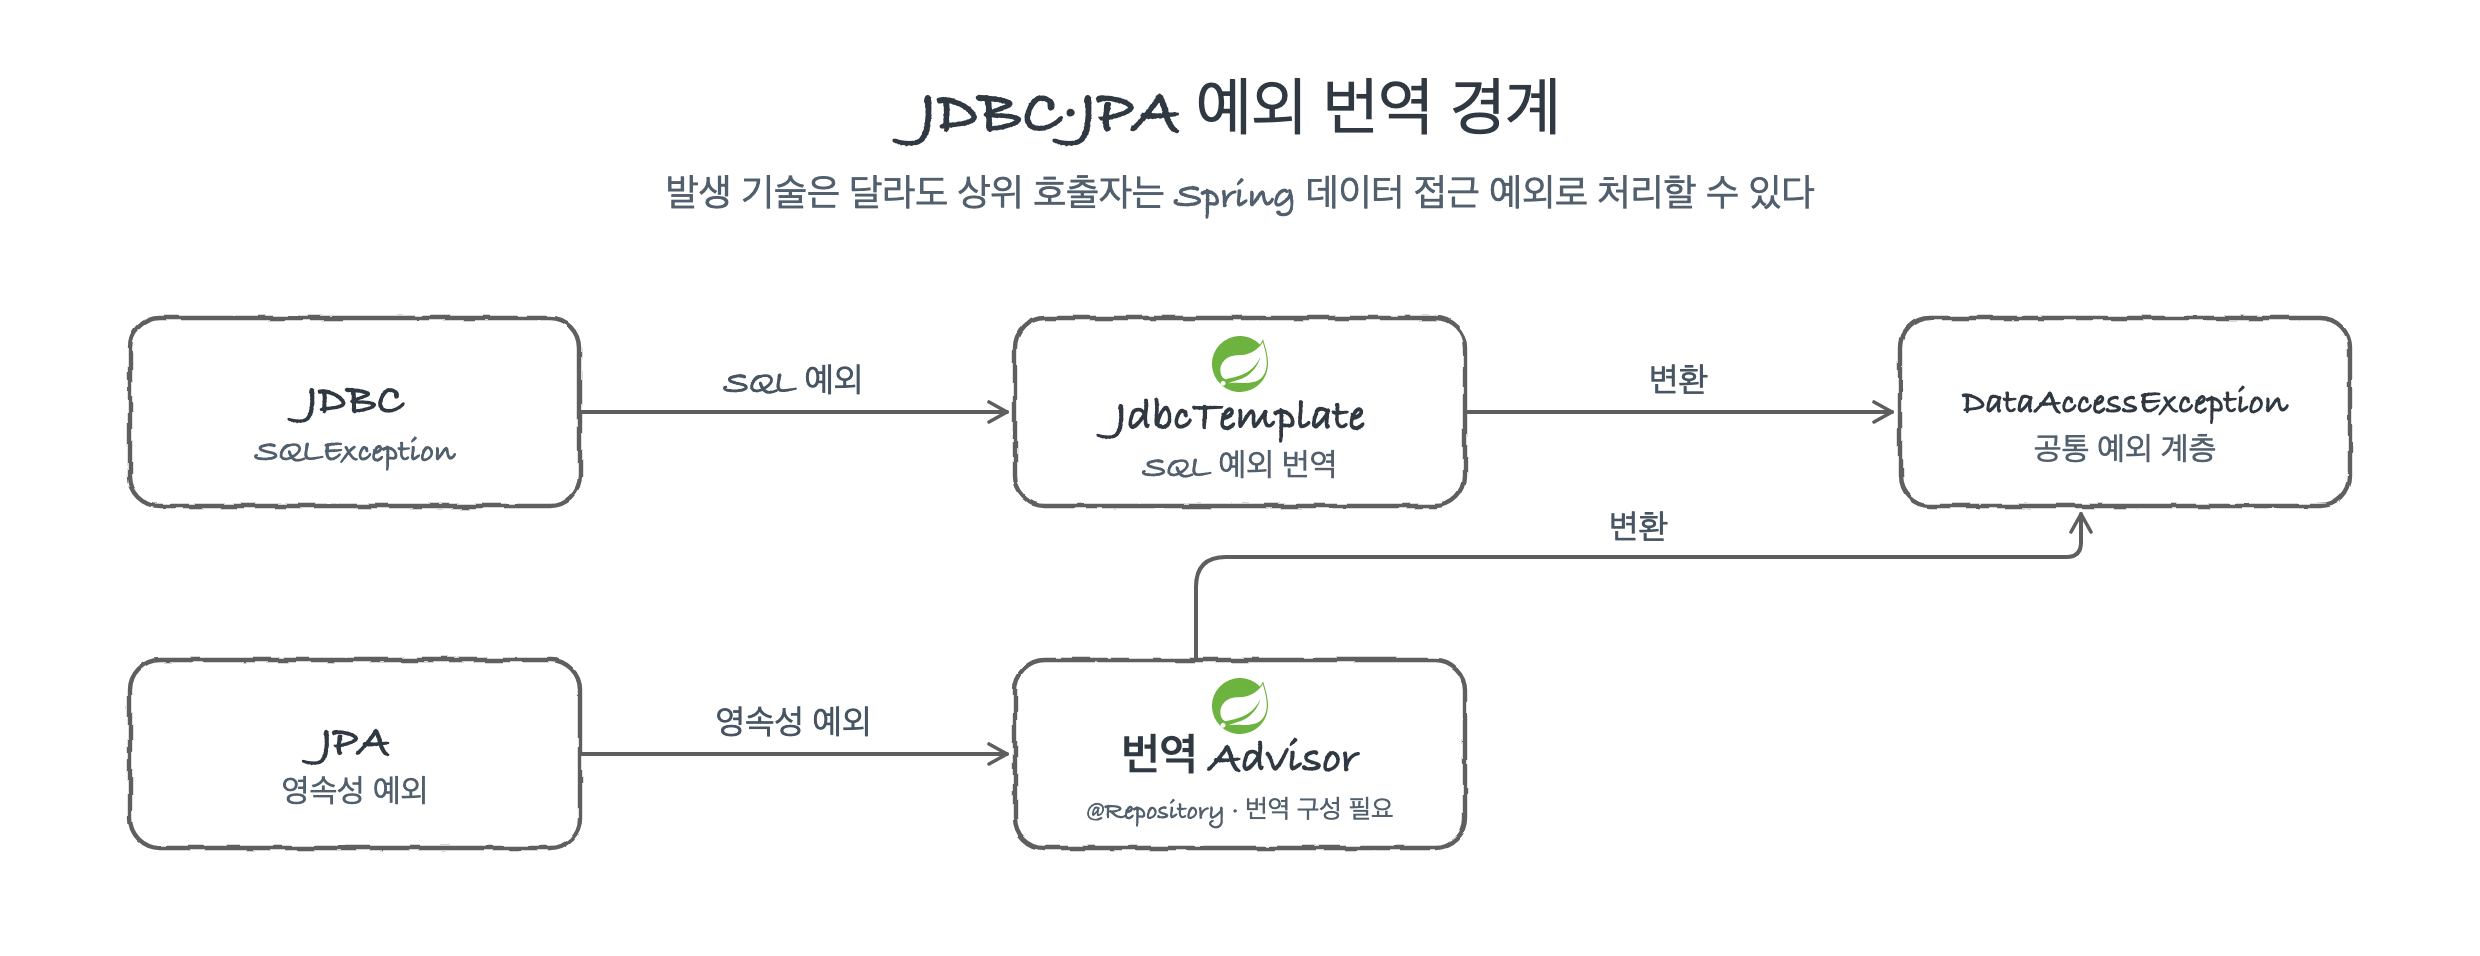 JDBC·JPA 예외 번역 경계
발생 기술은 달라도 상위 호출자는 Spring 데이터 접근 예외로 처리할 수 있다
JDBC
SQLException
SQL 예외
JdbcTemplate
SQL 예외 번역
변환
DataAccessException
공통 예외 계층
변환
JPA
영속성 예외
영속성 예외
번역 Advisor
@Repository · 번역 구성 필요